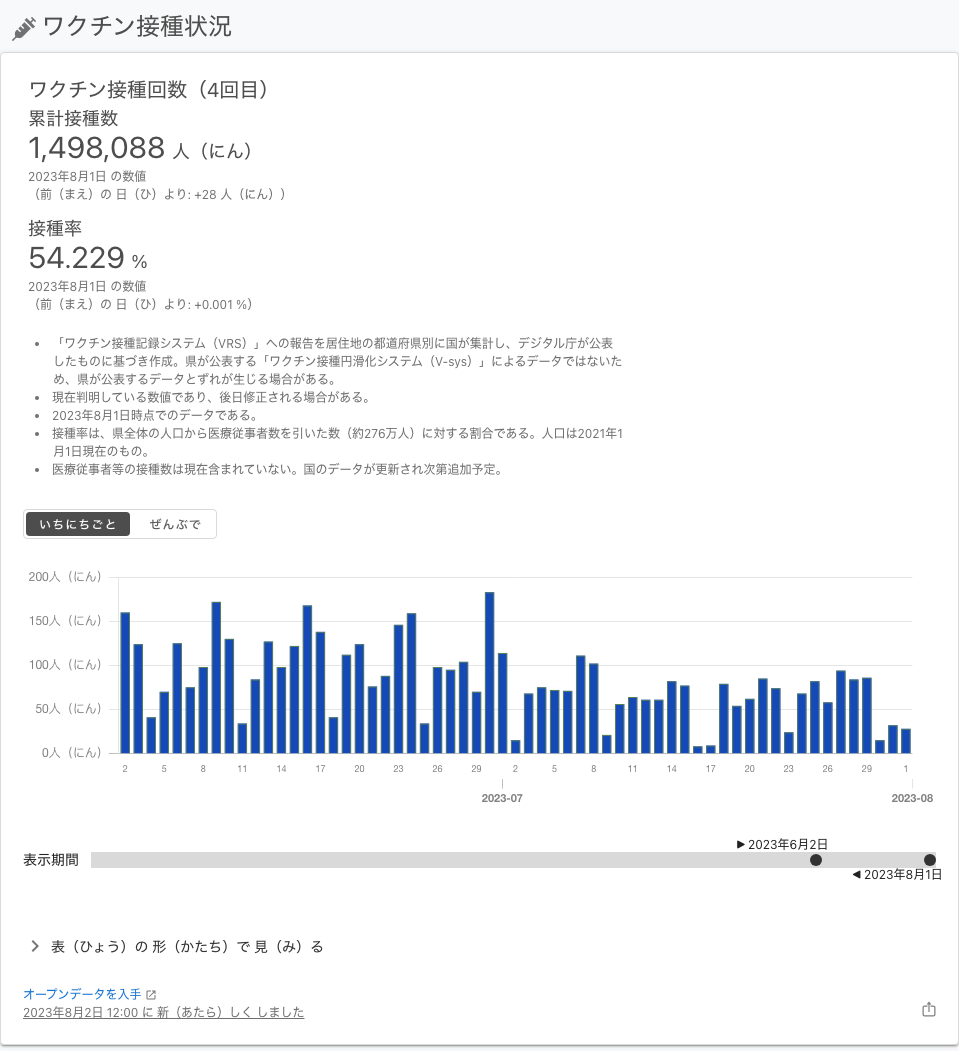 ワクチン接種状況
ワクチン接種回数（4回目）
累計接種数
1,498,088 人（にん）
2023年8月1日 の数値
（前（まえ）の 日（ひ）より: +28 人（にん））
接種率
54.229 %
2023年8月1日 の数値
（前（まえ）の 日（ひ）より: +0.001 %）
• 「ワクチン接種記録システム（VRS）」への報告を居住地の都道府県別に国が集計し、デジタル庁が公表
したものに基づき作成。県が公表する「ワクチン接種円滑化システム（V-sys）」によるデータではないた
め、県が公表するデータとずれが生じる場合がある。
• 現在判明している数値であり、後日修正される場合がある。
• 2023年8月1日時点でのデータである。
• 接種率は、県全体の人口から医療従事者数を引いた数（約276万人）に対する割合である。人口は2021年1
月1日現在のもの。
• 医療従事者等の接種数は現在含まれていない。国のデータが更新され次第追加予定。
いちにちごと ぜんぶで
200人（にん）
150人（にん）
100人（にん）
50人（にん）
0人（にん）
2 5 8 11 14 17 20 23 26 29 2 5 8 11 14 17 20 23 26 29 1
2023-07 2023-08
▶ 2023年6月2日
表示期間
◀ 2023年8月1日
表（ひょう）の 形（かたち）で 見（み）る
オープンデータを入手
2023年8月2日 12:00 に 新（あたら）しく しました